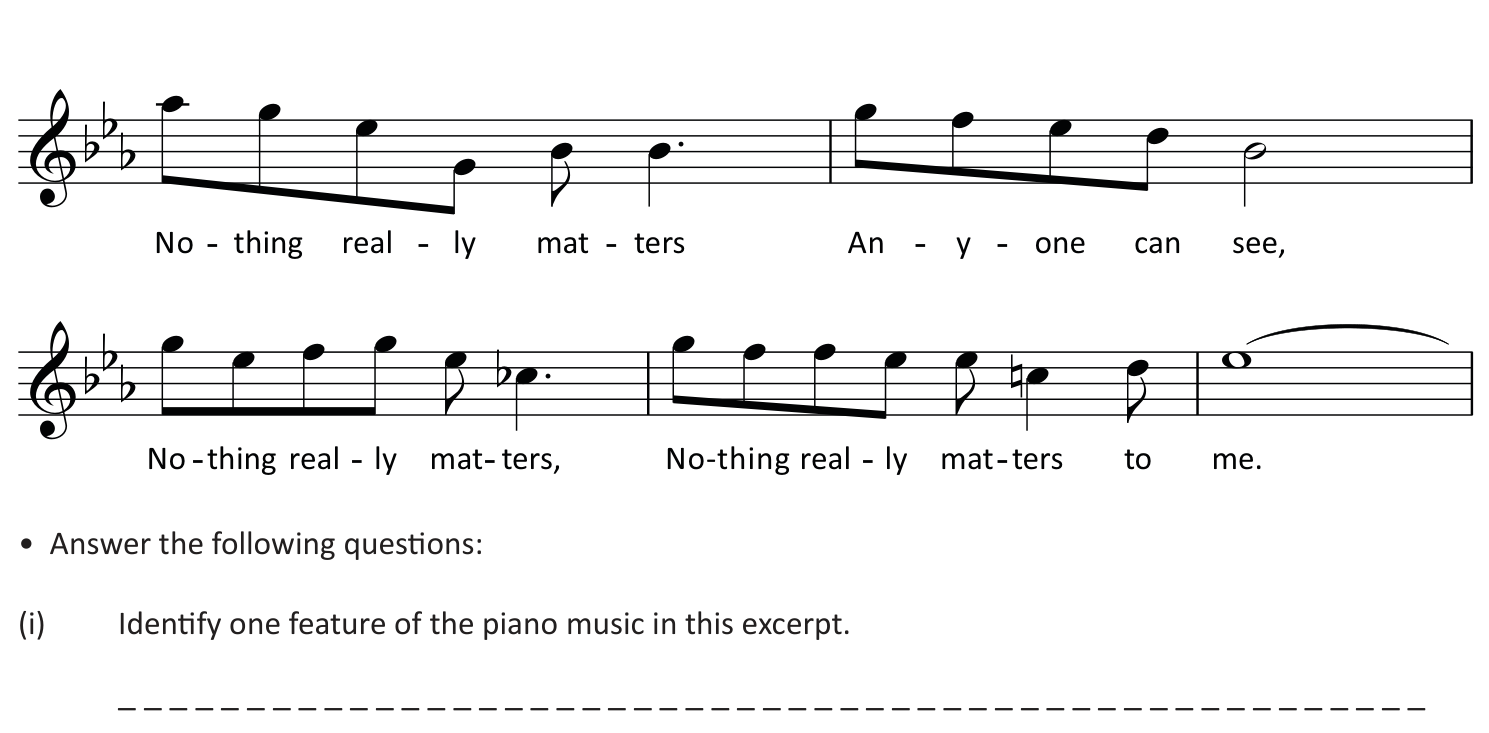 No - thing real - ly mat - ters An - y - one can see,
No - thing real - ly mat - ters, No-thing real - ly mat - ters to me.
• Answer the following questions:
(i) Identify one feature of the piano music in this excerpt.